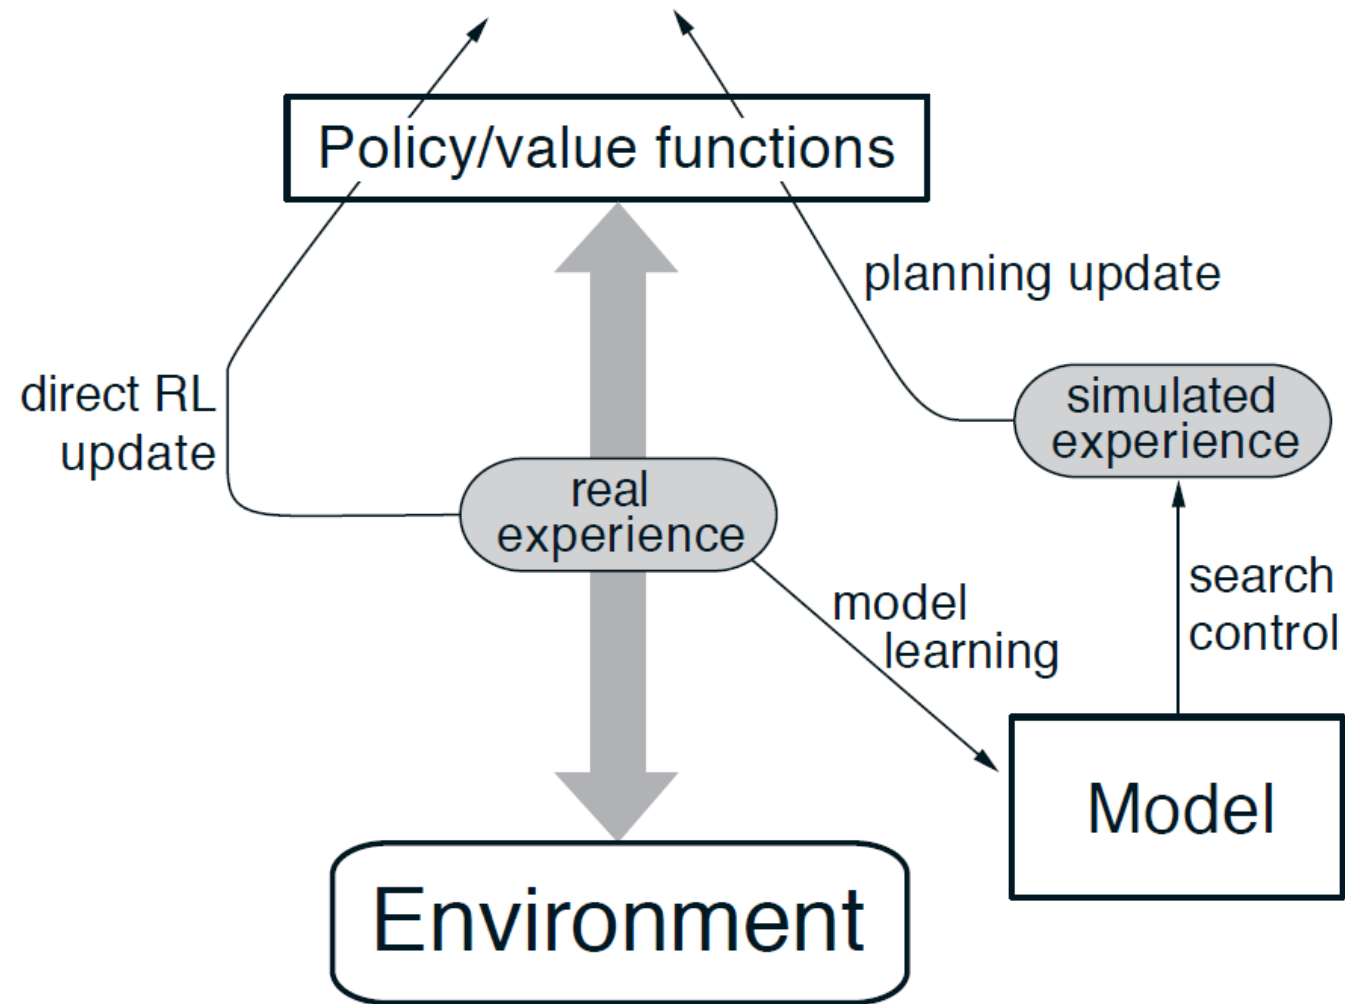 Policy/value functions
planning update
direct RL
update
simulated
experience
real
experience
model
learning
search
control
Model
Environment